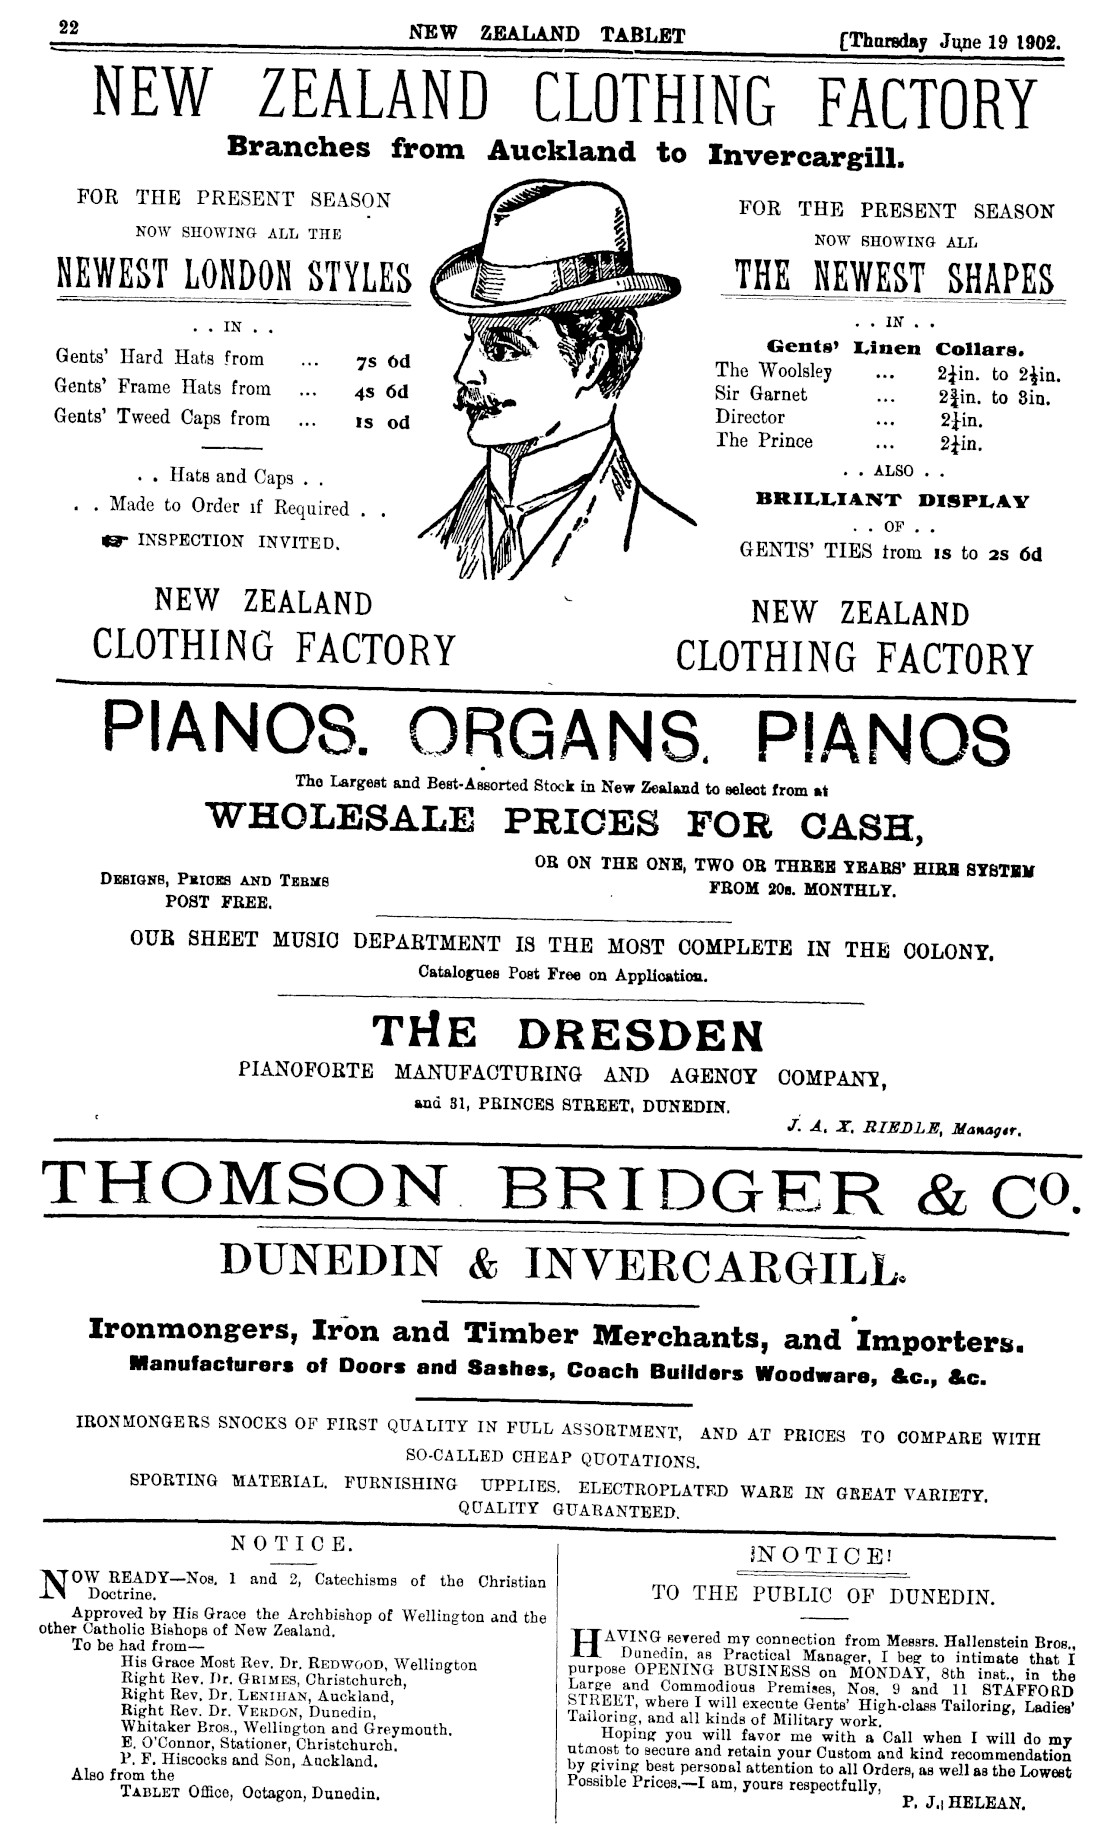 22
NEW ZEALAND TABLET
[Thursday June 19 1902.
NEW ZEALAND CLOTHING FACTORY
Branches from Auckland to Invercargill.
FOR THE PRESENT SEASON
NOW SHOWING ALL THE
NEWEST LONDON STYLES
. . IN . .
Gents' Hard Hats from ... 7s 6d
Gents' Frame Hats from ... 4s 6d
Gents' Tweed Caps from ... 1s 0d
. . Hats and Caps . .
. . Made to Order if Required . .
☛ INSPECTION INVITED.
NEW ZEALAND
CLOTHING FACTORY
FOR THE PRESENT SEASON
NOW SHOWING ALL
THE NEWEST SHAPES
. . IN . .
Gents' Linen Collars.
The Woolsley ... 2¼in. to 2½in.
Sir Garnet ... 2¾in. to 3in.
Director ... 2¼in.
The Prince ... 2¼in.
. . ALSO . .
BRILLIANT DISPLAY
. . OF . .
GENTS' TIES from 1s to 2s 6d
NEW ZEALAND
CLOTHING FACTORY
PIANOS. ORGANS. PIANOS
The Largest and Best-Assorted Stock in New Zealand to select from at
WHOLESALE PRICES FOR CASH,
OR ON THE ONE, TWO OR THREE YEARS' HIRE SYSTEM
FROM 20s. MONTHLY.
DESIGNS, PRICES AND TERMS
POST FREE.
OUR SHEET MUSIC DEPARTMENT IS THE MOST COMPLETE IN THE COLONY.
Catalogues Post Free on Application.
THE DRESDEN
PIANOFORTE MANUFACTURING AND AGENCY COMPANY,
and 31, PRINCES STREET, DUNEDIN.
J. A. X. RIEDLE, Manager.
THOMSON BRIDGER & CO.
DUNEDIN & INVERCARGILL.
Ironmongers, Iron and Timber Merchants, and Importers.
Manufacturers of Doors and Sashes, Coach Builders Woodware, &c., &c.
IRONMONGERS SNOCKS OF FIRST QUALITY IN FULL ASSORTMENT, AND AT PRICES TO COMPARE WITH
SO-CALLED CHEAP QUOTATIONS.
SPORTING MATERIAL. FURNISHING UPPLIES. ELECTROPLATED WARE IN GREAT VARIETY.
QUALITY GUARANTEED.
NOTICE.
NOW READY—Nos. 1 and 2, Catechisms of the Christian
Doctrine.
Approved by His Grace the Archbishop of Wellington and the
other Catholic Bishops of New Zealand.
To be had from—
His Grace Most Rev. Dr. REDWOOD, Wellington
Right Rev. Dr. GRIMES, Christchurch,
Right Rev. Dr. LENIHAN, Auckland,
Right Rev. Dr. VERDON, Dunedin,
Whitaker Bros., Wellington and Greymouth.
E. O'Connor, Stationer, Christchurch.
P. F. Hiscocks and Son, Auckland.
Also from the
TABLET Office, Octagon, Dunedin.
!NOTICE!
TO THE PUBLIC OF DUNEDIN.
HAVING severed my connection from Messrs. Hallenstein Bros.,
Dunedin, as Practical Manager, I beg to intimate that I
purpose OPENING BUSINESS on MONDAY, 8th inst., in the
Large and Commodious Premises, Nos. 9 and 11 STAFFORD
STREET, where I will execute Gents' High-class Tailoring, Ladies'
Tailoring, and all kinds of Military work.
Hoping you will favor me with a Call when I will do my
utmost to secure and retain your Custom and kind recommendation
by giving best personal attention to all Orders, as well as the Lowest
Possible Prices.—I am, yours respectfully,
P. J. HELEAN.